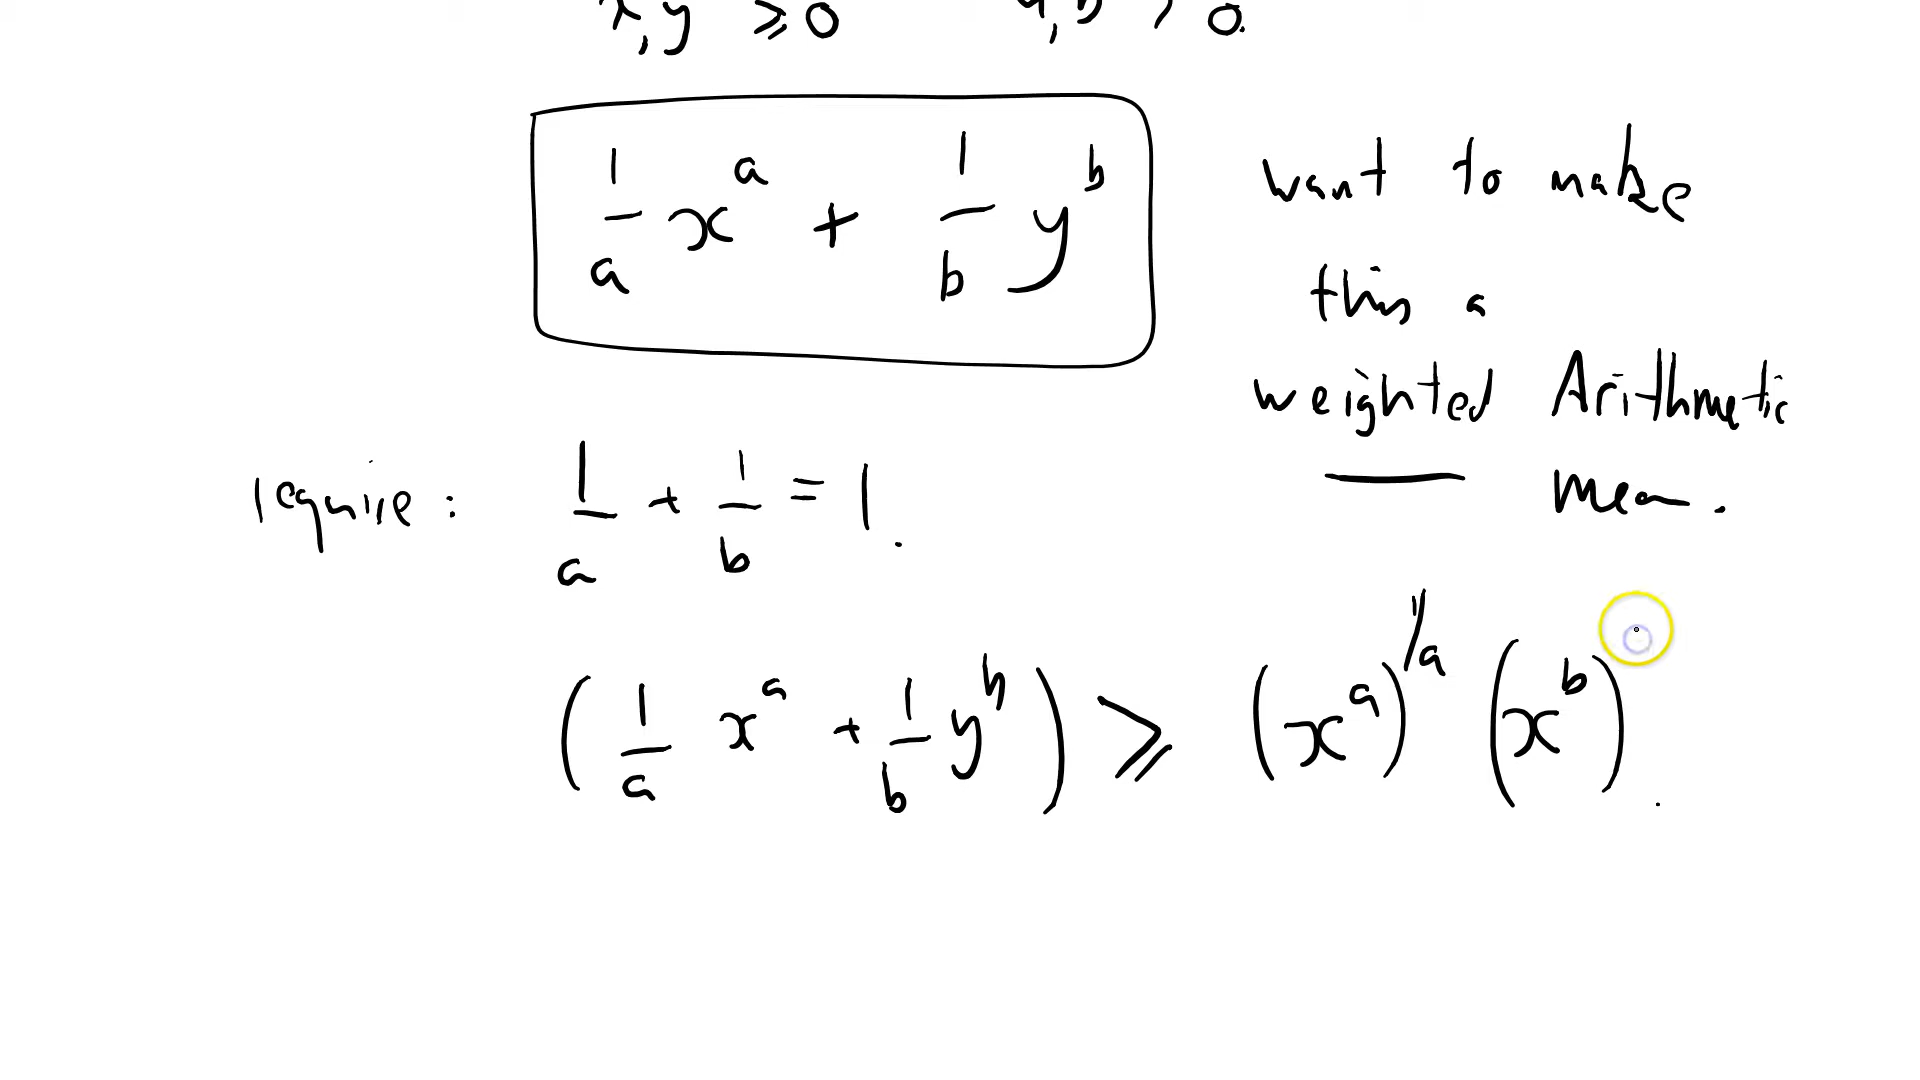 x, y ⩾ 0 a, b > 0.
1/a x^a + 1/b y^b
want to make
this a
weighted Arithmetic
mean.
require: 1/a + 1/b = 1.
(1/a x^a + 1/b y^b) ⩾ (x^a)^1/a (x^b)